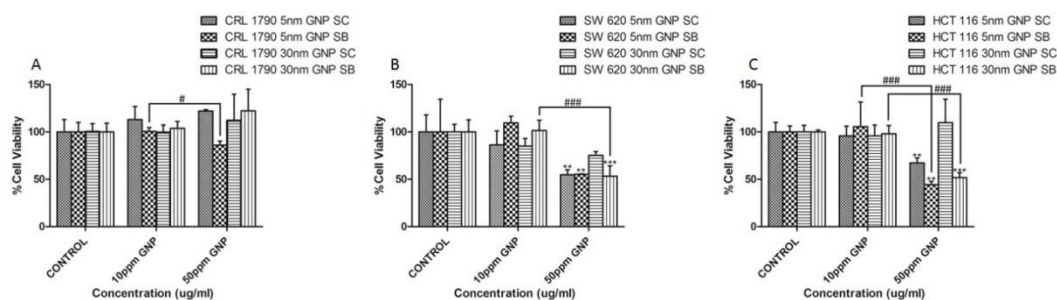 CRL 1790 5nm GNP SC
CRL 1790 5nm GNP SB
CRL 1790 30nm GNP SC
CRL 1790 30nm GNP SB
A
150
100
50
0
% Cell Viability
#
CONTROL
10ppm GNP
50ppm GNP
Concentration (ug/ml)
SW 620 5nm GNP SC
SW 620 5nm GNP SB
SW 620 30nm GNP SC
SW 620 30nm GNP SB
B
150
100
50
0
% Cell Viability
###
** ** ***
CONTROL
10ppm GNP
50ppm GNP
Concentration (ug/ml)
HCT 116 5nm GNP SC
HCT 116 5nm GNP SB
HCT 116 30nm GNP SC
HCT 116 30nm GNP SB
C
150
100
50
0
% Cell Viability
###
###
** ** ***
CONTROL
10ppm GNP
50ppm GNP
Concentration (ug/ml)